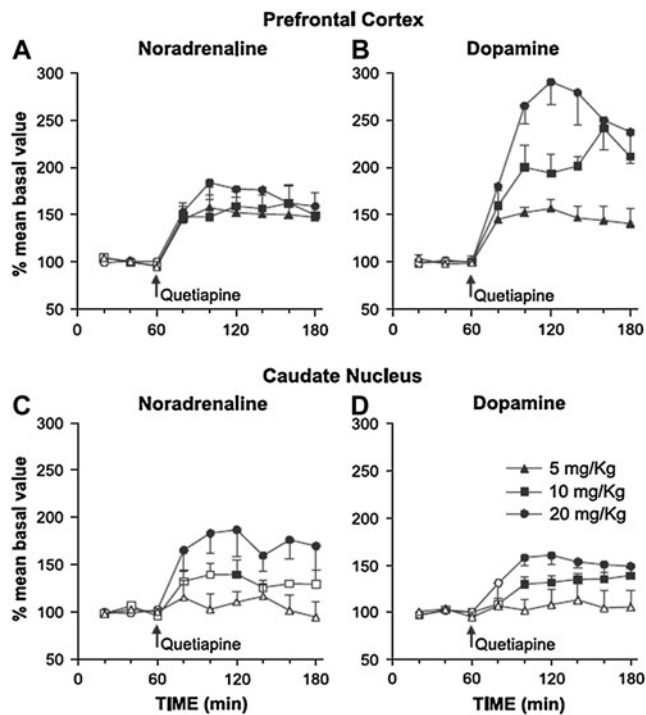 Prefrontal Cortex
A Noradrenaline
B Dopamine
% mean basal value
300
250
200
150
100
50
Quetiapine
0 60 120 180
300
250
200
150
100
50
Quetiapine
0 60 120 180
Caudate Nucleus
C Noradrenaline
D Dopamine
% mean basal value
300
250
200
150
100
50
Quetiapine
0 60 120 180
TIME (min)
300
250
200
150
100
50
5 mg/Kg
10 mg/Kg
20 mg/Kg
Quetiapine
0 60 120 180
TIME (min)